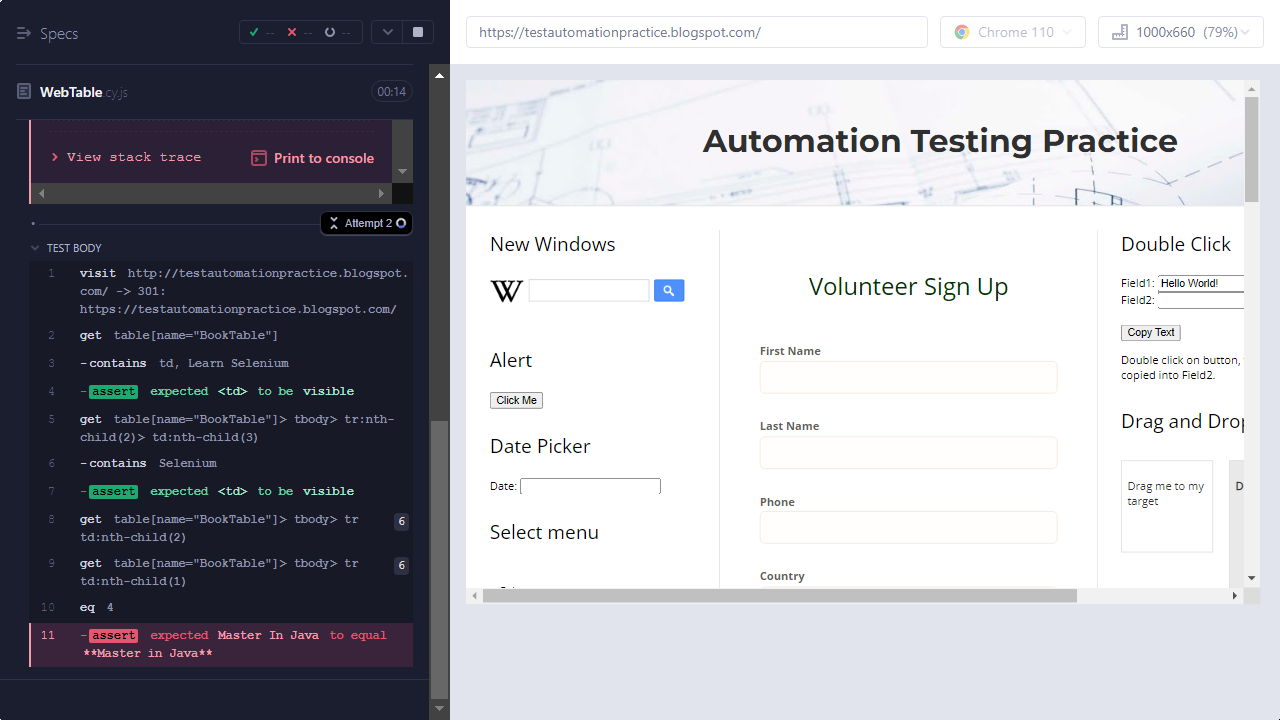 Specs
-- -- --
WebTable.cy.js
00:14
View stack trace
Print to console
Attempt 2
TEST BODY
1 visit http://testautomationpractice.blogspot.
com/ -> 301:
https://testautomationpractice.blogspot.com/
2 get table[name="BookTable"]
3 -contains td, Learn Selenium
4 -assert expected <td> to be visible
5 get table[name="BookTable"]> tbody> tr:nth-
child(2)> td:nth-child(3)
6 -contains Selenium
7 -assert expected <td> to be visible
8 get table[name="BookTable"]> tbody> tr 6
td:nth-child(2)
9 get table[name="BookTable"]> tbody> tr 6
td:nth-child(1)
10 eq 4
11 -assert expected Master In Java to equal
**Master in Java**
https://testautomationpractice.blogspot.com/
Chrome 110
1000x660 (79%)
Automation Testing Practice
New Windows
Alert
Click Me
Date Picker
Date:
Select menu
Volunteer Sign Up
First Name
Last Name
Phone
Country
Double Click
Field1: Hello World!
Field2:
Copy Text
Double click on button,
copied into Field2.
Drag and Drop
Drag me to my
target
D